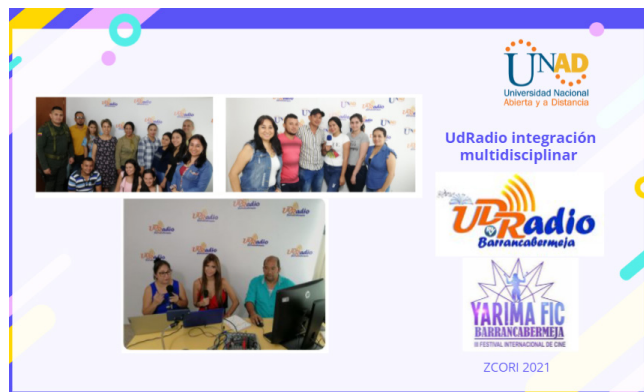 UNAD
Universidad Nacional
Abierta y a Distancia
UdRadio integración
multidisciplinar
UDRadio
Barrancabermeja
YARIMA FIC
BARRANCABERMEJA
III FESTIVAL INTERNACIONAL DE CINE
ZCORI 2021